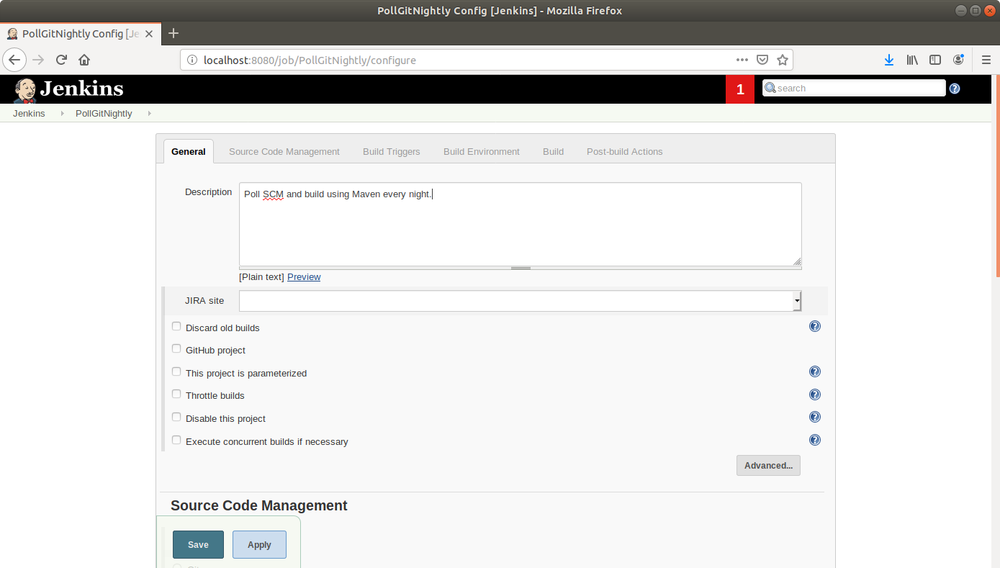 PollGitNightly Config [Jenkins] - Mozilla Firefox
PollGitNightly Config [Je
localhost:8080/job/PollGitNightly/configure
Jenkins
1
search
Jenkins
PollGitNightly
General
Source Code Management
Build Triggers
Build Environment
Build
Post-build Actions
Description
Poll SCM and build using Maven every night.
[Plain text] Preview
JIRA site
Discard old builds
GitHub project
This project is parameterized
Throttle builds
Disable this project
Execute concurrent builds if necessary
Advanced...
Source Code Management
Save
Apply